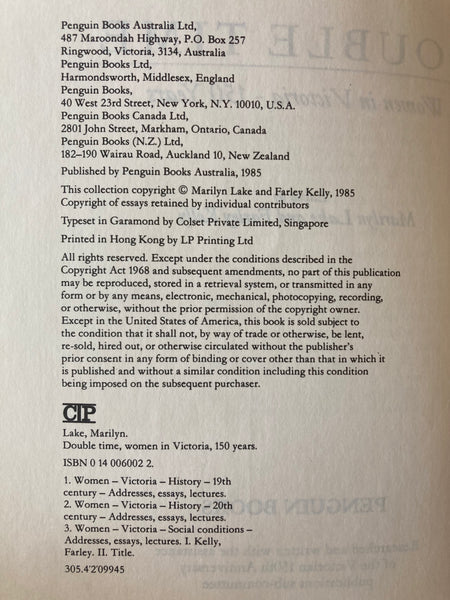 Penguin Books Australia Ltd,
487 Maroondah Highway, P.O. Box 257
Ringwood, Victoria, 3134, Australia
Penguin Books Ltd,
Harmondsworth, Middlesex, England
Penguin Books,
40 West 23rd Street, New York, N.Y. 10010, U.S.A.
Penguin Books Canada Ltd,
2801 John Street, Markham, Ontario, Canada
Penguin Books (N.Z.) Ltd,
182–190 Wairau Road, Auckland 10, New Zealand
Published by Penguin Books Australia, 1985
This collection copyright © Marilyn Lake and Farley Kelly, 1985
Copyright of essays retained by individual contributors
Typeset in Garamond by Colset Private Limited, Singapore
Printed in Hong Kong by LP Printing Ltd
All rights reserved. Except under the conditions described in the
Copyright Act 1968 and subsequent amendments, no part of this publication
may be reproduced, stored in a retrieval system, or transmitted in any
form or by any means, electronic, mechanical, photocopying, recording,
or otherwise, without the prior permission of the copyright owner.
Except in the United States of America, this book is sold subject to
the condition that it shall not, by way of trade or otherwise, be lent,
re-sold, hired out, or otherwise circulated without the publisher's
prior consent in any form of binding or cover other than that in which it
is published and without a similar condition including this condition
being imposed on the subsequent purchaser.
CIP
Lake, Marilyn.
Double time, women in Victoria, 150 years.
ISBN 0 14 006002 2.
1. Women – Victoria – History – 19th
century – Addresses, essays, lectures.
2. Women – Victoria – History – 20th
century – Addresses, essays, lectures.
3. Women – Victoria – Social conditions –
Addresses, essays, lectures. I. Kelly,
Farley. II. Title.
305.4'2'09945